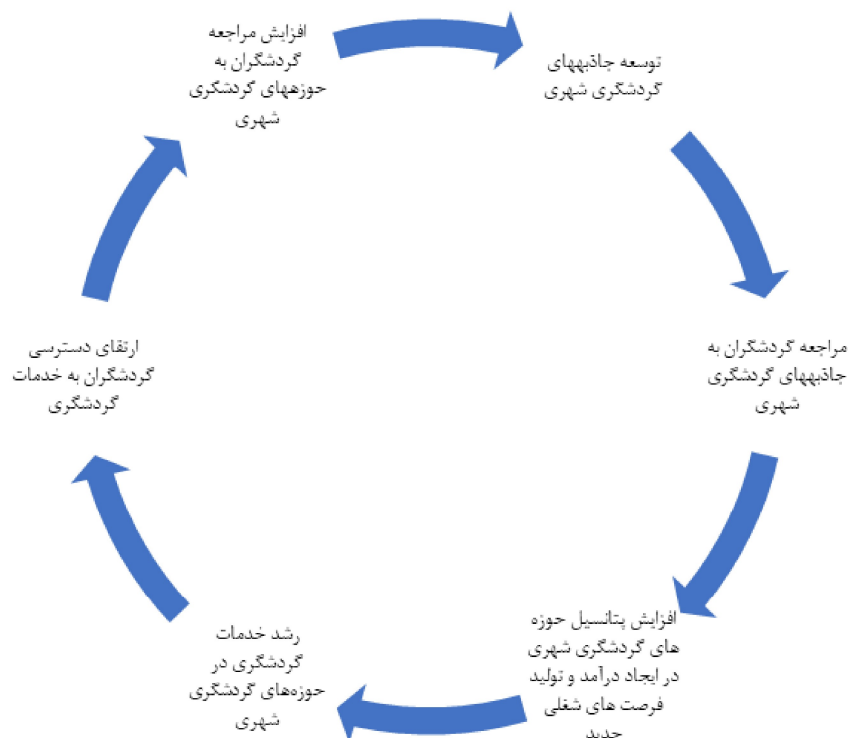 توسعه جاذبههای
گردشگری شهری
مراجعه گردشگران به
جاذبههای گردشگری
شهری
افزایش پتانسیل حوزه
های گردشگری شهری
در ایجاد درآمد و تولید
فرصت های شغلی
جدید
رشد خدمات
گردشگری در
حوزه‌های گردشگری
شهری
ارتقای دسترسی
گردشگران به خدمات
گردشگری
افزایش مراجعه
گردشگران به
حوزههای گردشگری
شهری